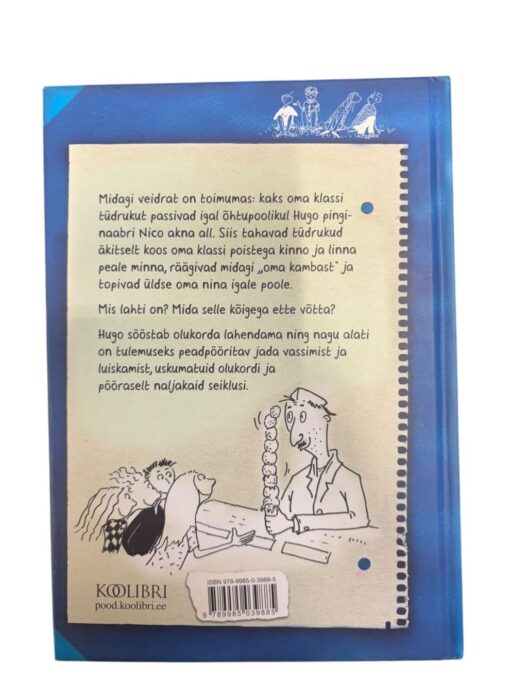 Midagi veidrat on toimumas: kaks oma klassi
tüdrukut passivad igal õhtupoolikul Hugo pingi-
naabri Nico akna all. Siis tahavad tüdrukud
äkitselt koos oma klassi poistega kinno ja linna
peale minna, räägivad midagi „oma kambast" ja
topivad üldse oma nina igale poole.
Mis lahti on? Mida selle kõigega ette võtta?
Hugo sööstab olukorda lahendama ning nagu alati
on tulemuseks peadpööritav jada vassimist ja
luiskamist, uskumatuid olukordi ja
pööraselt naljakaid seiklusi.
KOOLIBRI
pood.koolibri.ee
ISBN 978-9985-0-3988-5
9 789985 039885